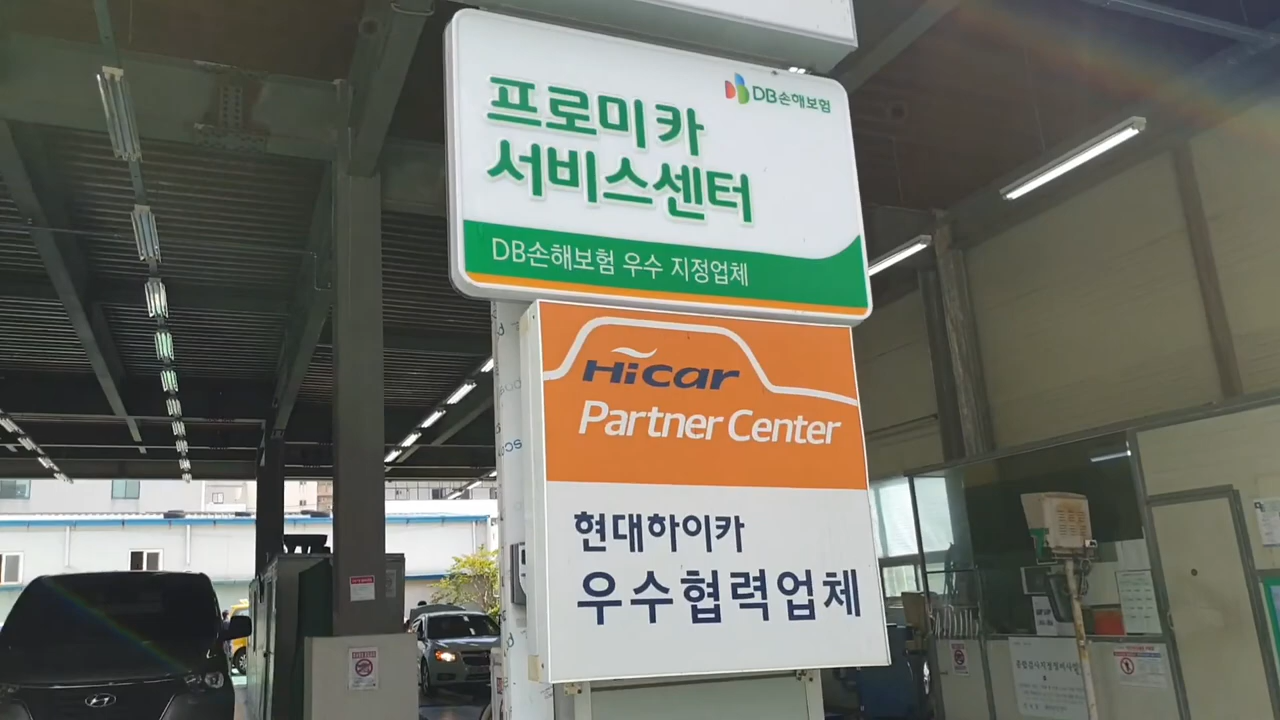 DB손해보험
프로미카
서비스센터
DB손해보험 우수 지정업체
Hicar
Partner Center
현대하이카
우수협력업체